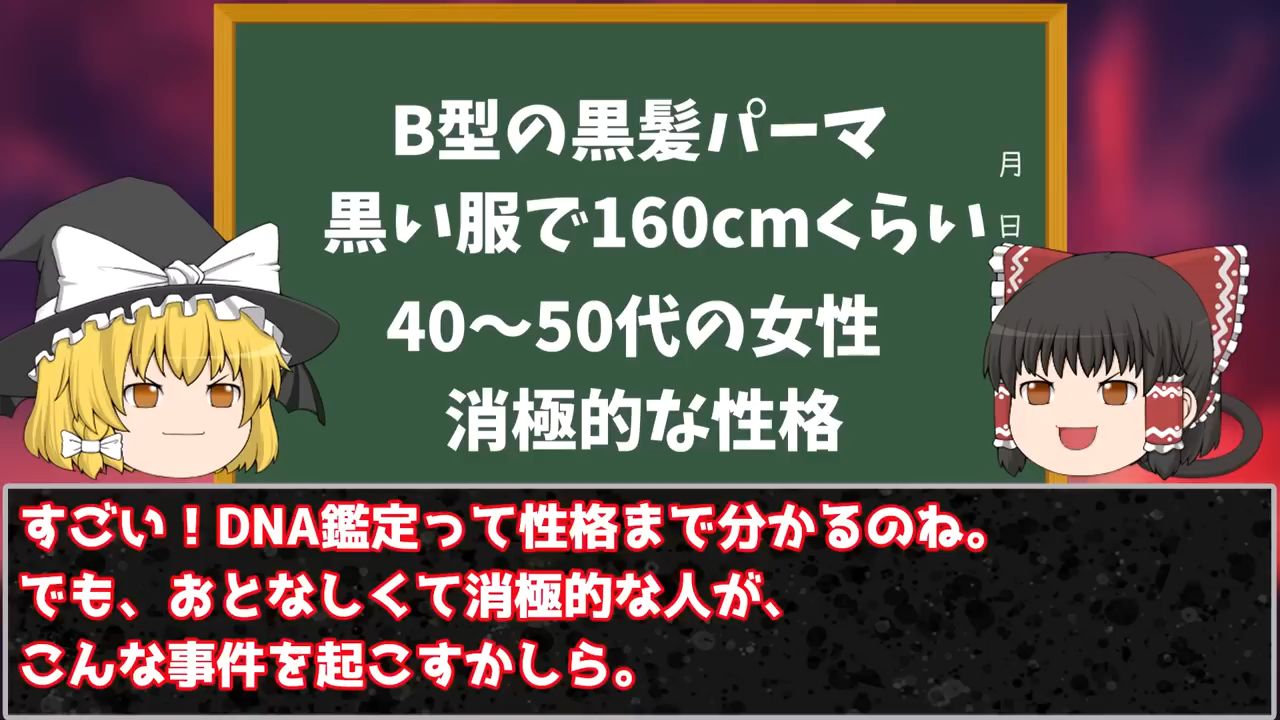 B型の黒髪パーマ
黒い服で160cmくらい
40〜50代の女性
消極的な性格
月
日
すごい！DNA鑑定って性格まで分かるのね。
でも、おとなしくて消極的な人が、
こんな事件を起こすかしら。